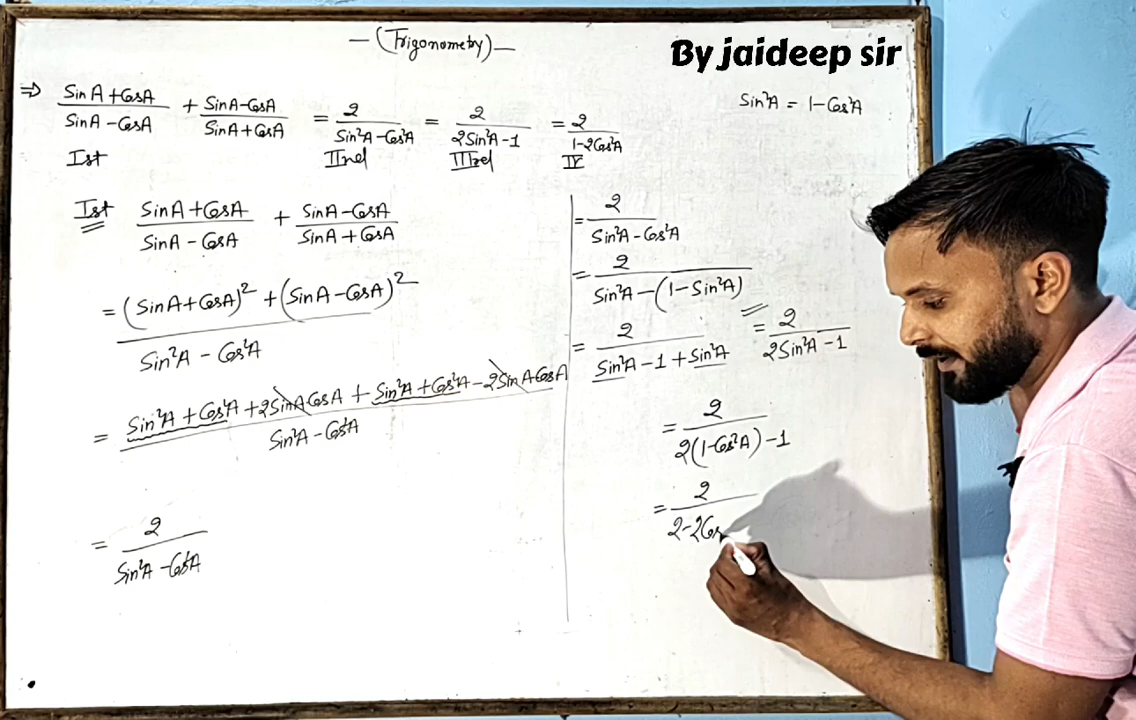 —(Trigonometry)—
By jaideep sir
⇒ (SinA + CosA)/(SinA − CosA) + (SinA − CosA)/(SinA + CosA) = 2/(Sin²A − Cos²A) = 2/(2Sin²A − 1) = 2/(1 − 2Cos²A)
Ist IInd IIIrd IV
Sin²A = 1 − Cos²A
Ist (SinA + CosA)/(SinA − CosA) + (SinA − CosA)/(SinA + CosA)
= ((SinA + CosA)² + (SinA − CosA)²)/(Sin²A − Cos²A)
= (Sin²A + Cos²A + 2SinACosA + Sin²A + Cos²A − 2SinACosA)/(Sin²A − Cos²A)
= 2/(Sin²A − Cos²A)
= 2/(Sin²A − Cos²A)
= 2/(Sin²A − (1 − Sin²A))
= 2/(Sin²A − 1 + Sin²A) = 2/(2Sin²A − 1)
= 2/(2(1 − Cos²A) − 1)
= 2/(2 − 2Cos